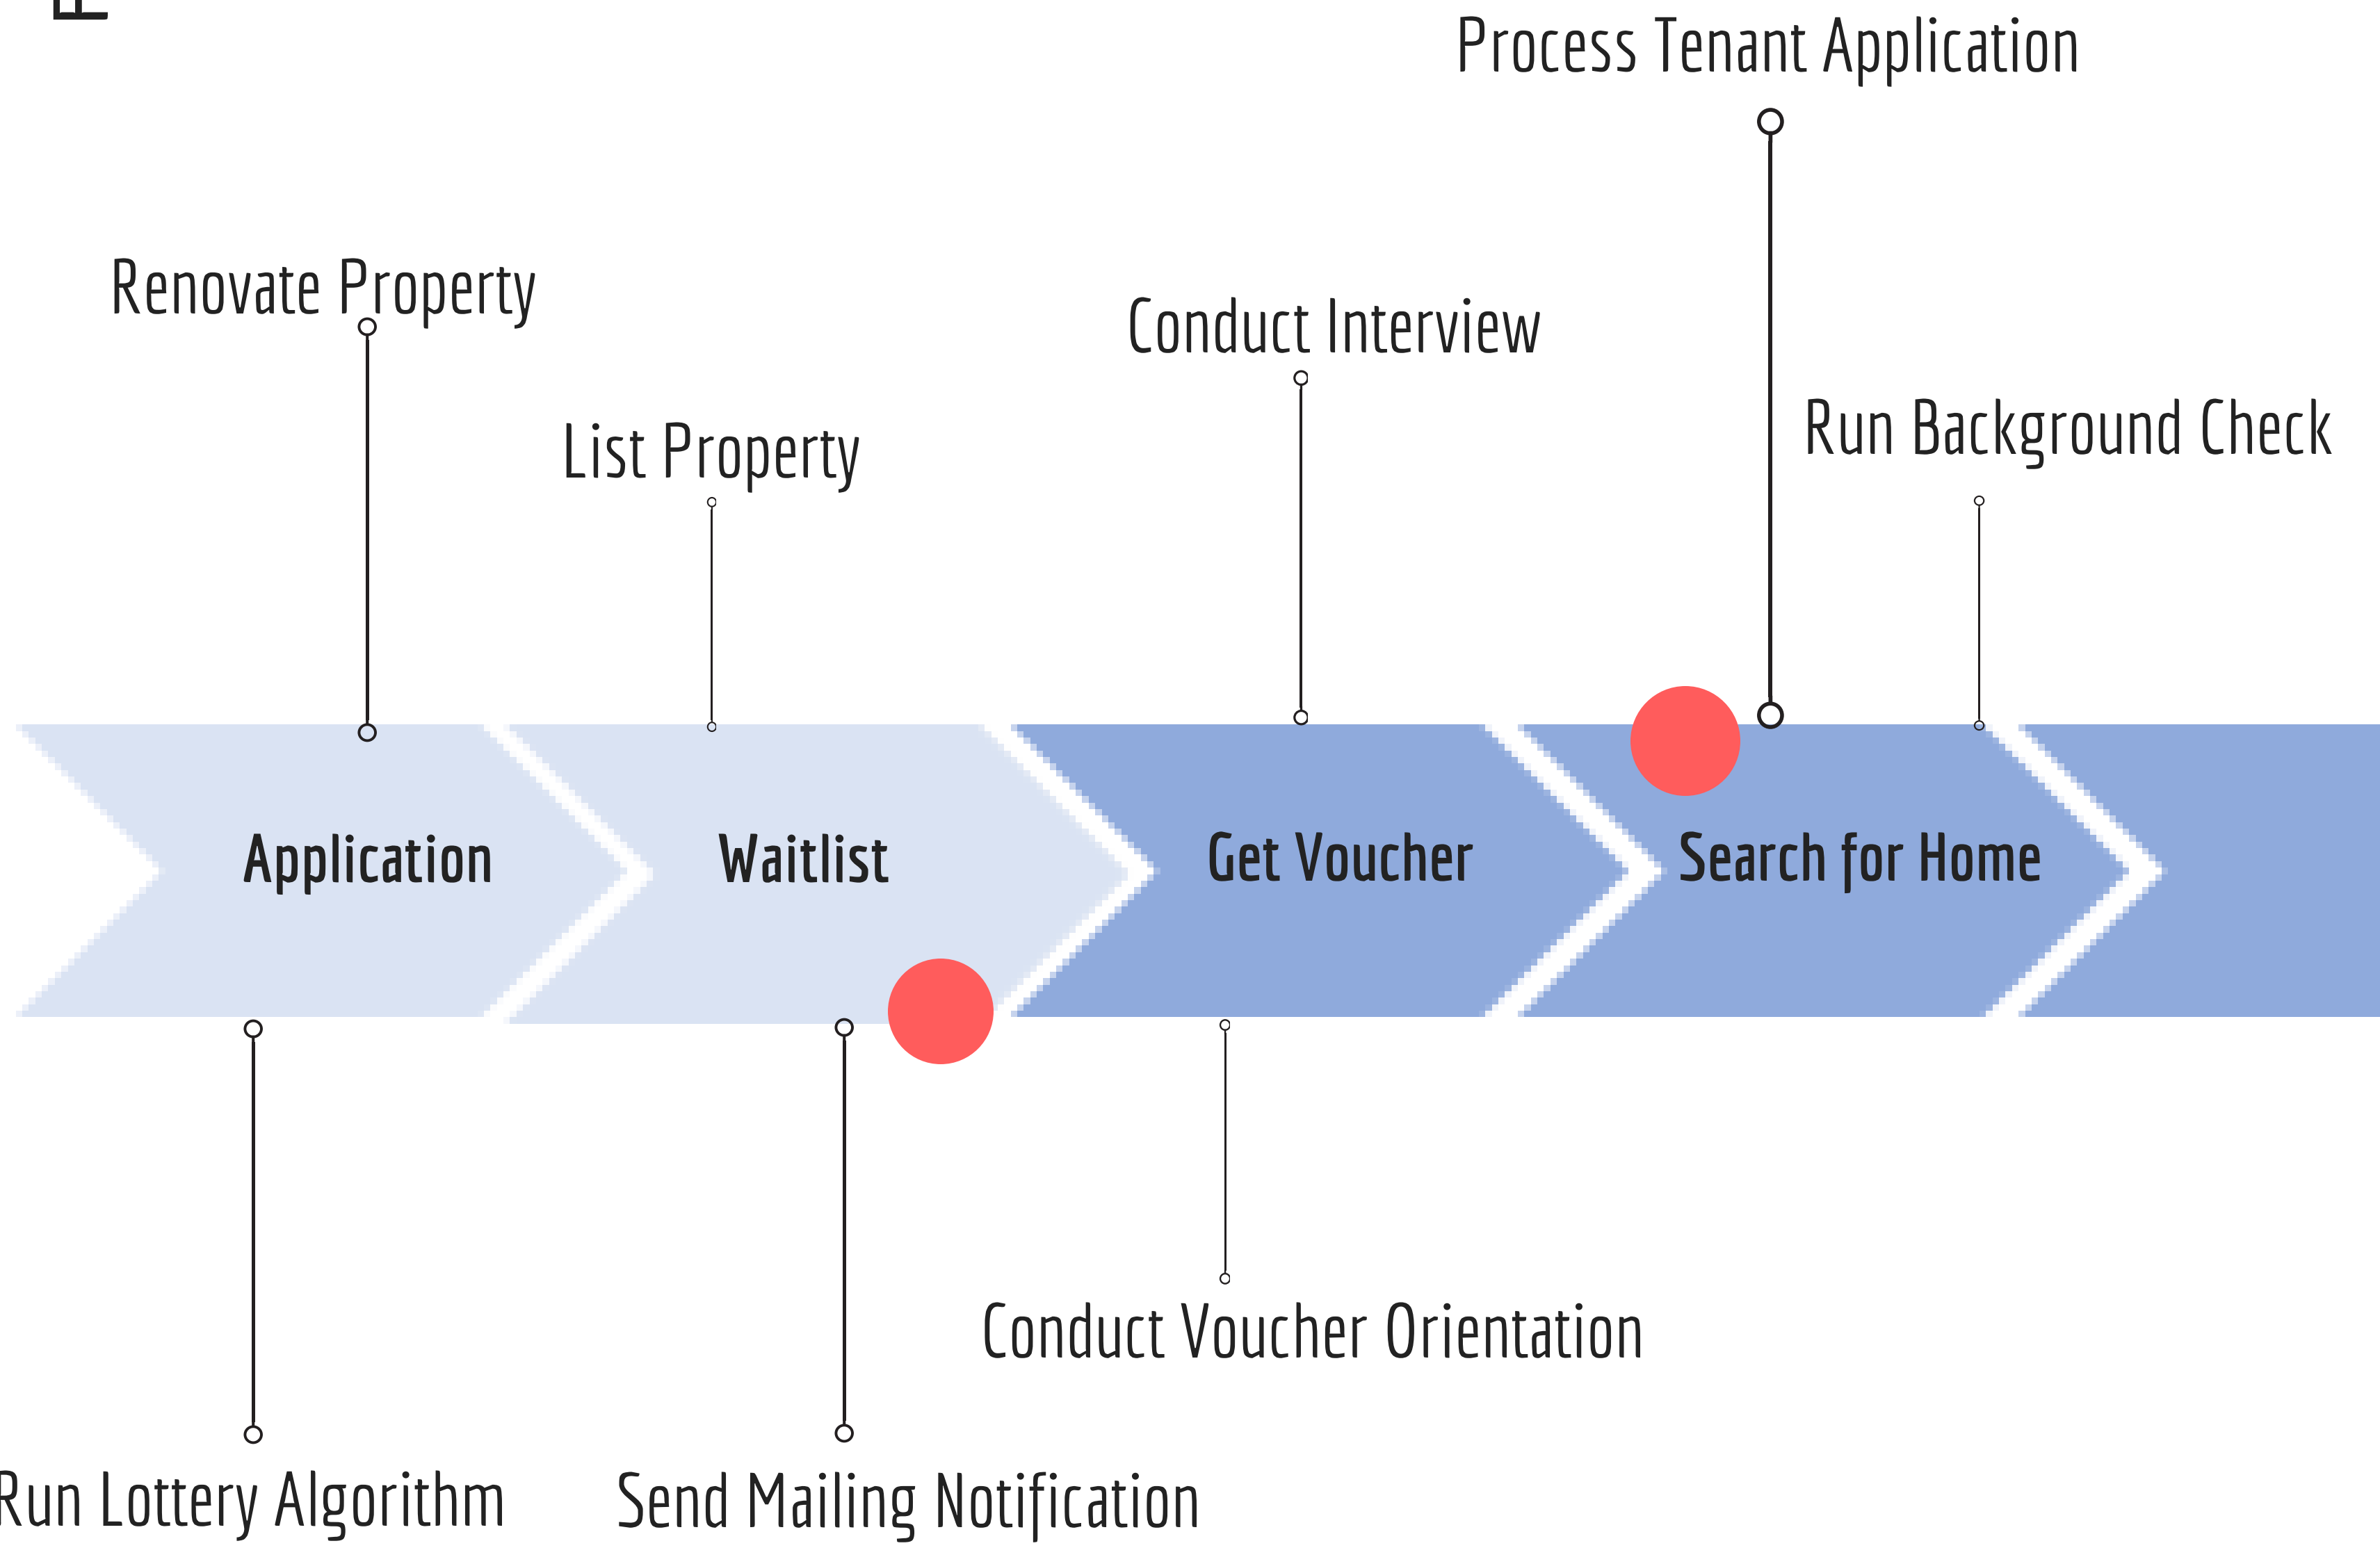 Process Tenant Application
Renovate Property
Conduct Interview
List Property
Run Background Check
Application
Waitlist
Get Voucher
Search for Home
Conduct Voucher Orientation
Run Lottery Algorithm
Send Mailing Notification